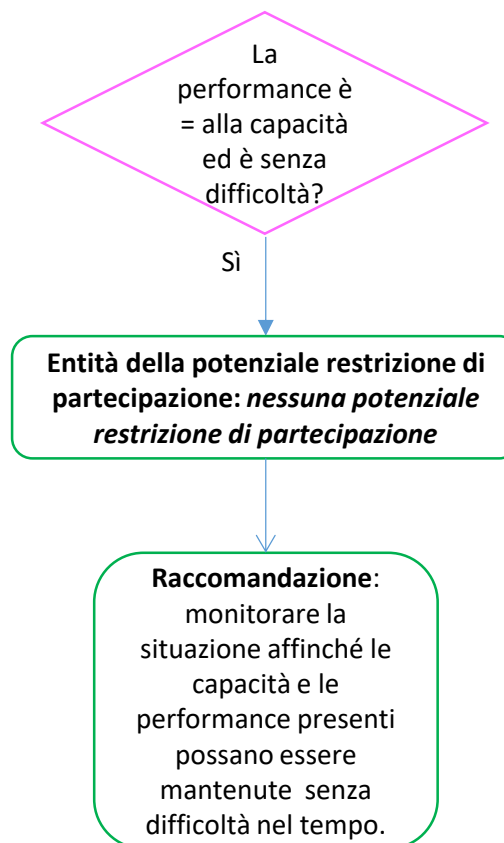 La
performance è
= alla capacità
ed è senza
difficoltà?
Sì
Entità della potenziale restrizione di
partecipazione: nessuna potenziale
restrizione di partecipazione
Raccomandazione:
monitorare la
situazione affinché le
capacità e le
performance presenti
possano essere
mantenute senza
difficoltà nel tempo.